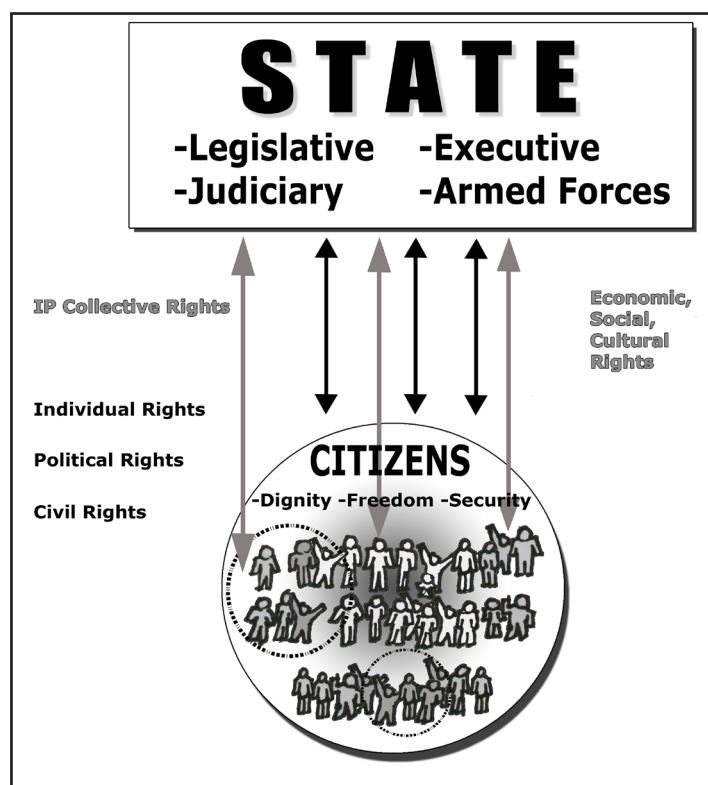 STATE
-Legislative -Executive
-Judiciary -Armed Forces
IP Collective Rights
Economic,
Social,
Cultural
Rights
Individual Rights
Political Rights
Civil Rights
CITIZENS
-Dignity -Freedom -Security